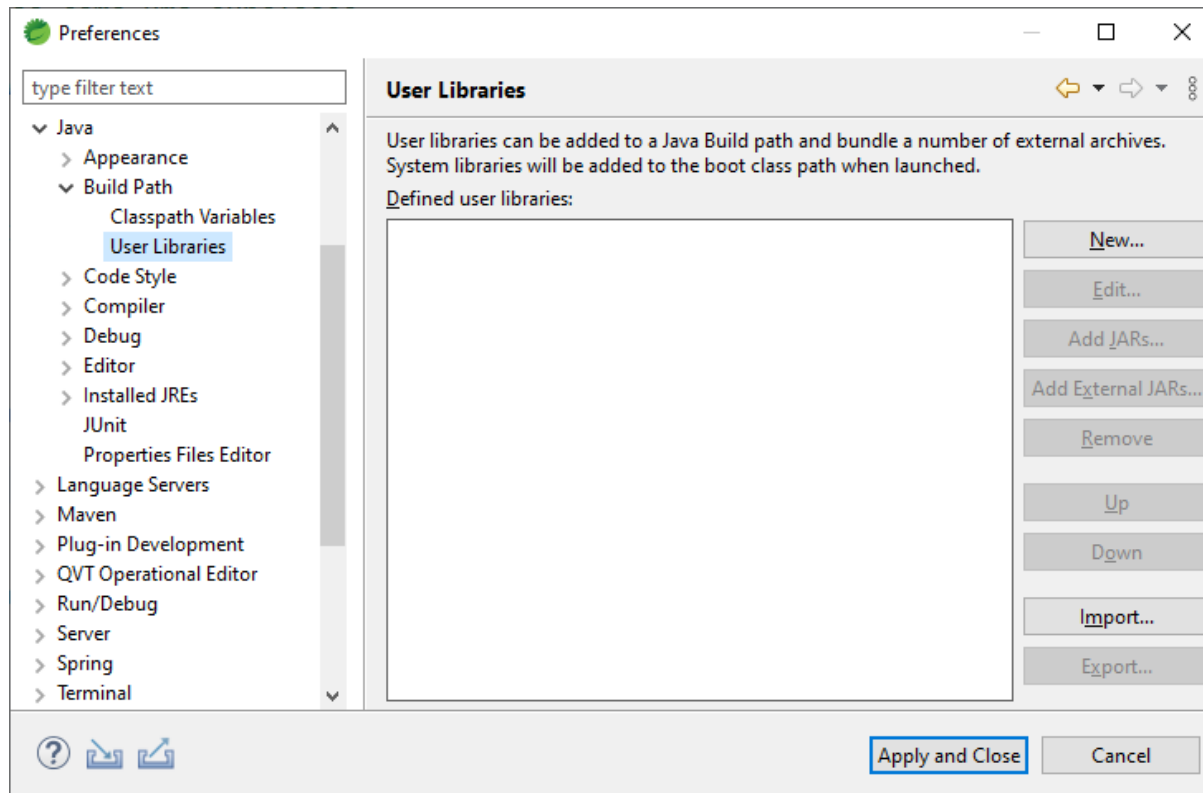 Preferences
type filter text
Java
Appearance
Build Path
Classpath Variables
User Libraries
Code Style
Compiler
Debug
Editor
Installed JREs
JUnit
Properties Files Editor
Language Servers
Maven
Plug-in Development
QVT Operational Editor
Run/Debug
Server
Spring
Terminal
User Libraries
User libraries can be added to a Java Build path and bundle a number of external archives.
System libraries will be added to the boot class path when launched.
Defined user libraries:
New...
Edit...
Add JARs...
Add External JARs...
Remove
Up
Down
Import...
Export...
Apply and Close
Cancel